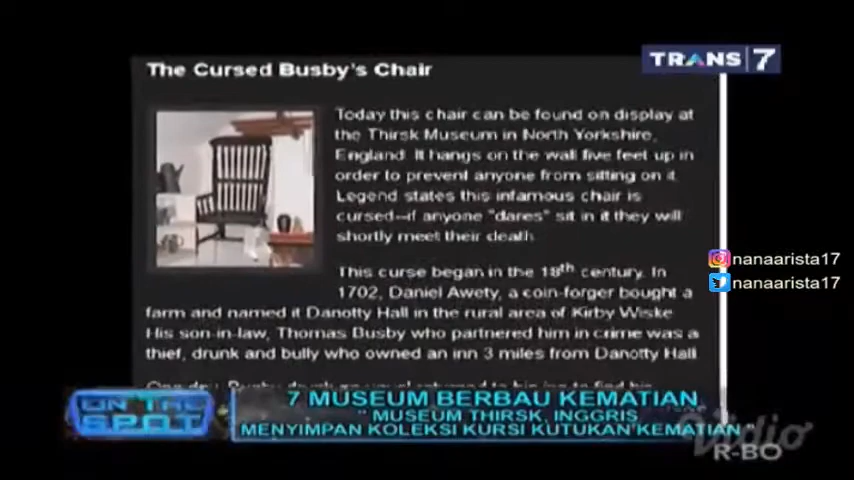 TRANS 7
The Cursed Busby's Chair
Today this chair can be found on display at
the Thirsk Museum in North Yorkshire,
England. It hangs on the wall five feet up in
order to prevent anyone from sitting on it.
Legend states this infamous chair is
cursed--if anyone "dares" sit in it they will
shortly meet their death.
This curse began in the 18th century. In
1702, Daniel Awety, a coin-forger bought a
farm and named it Danotty Hall in the rural area of Kirby Wiske
His son-in-law, Thomas Busby who partnered him in crime was a
thief, drunk and bully who owned an inn 3 miles from Danotty Hall
nanaarista17
nanaarista17
ON THE
SPOT
7 MUSEUM BERBAU KEMATIAN
" MUSEUM THIRSK, INGGRIS
MENYIMPAN KOLEKSI KURSI KUTUKAN KEMATIAN "
Vidio
R-BO